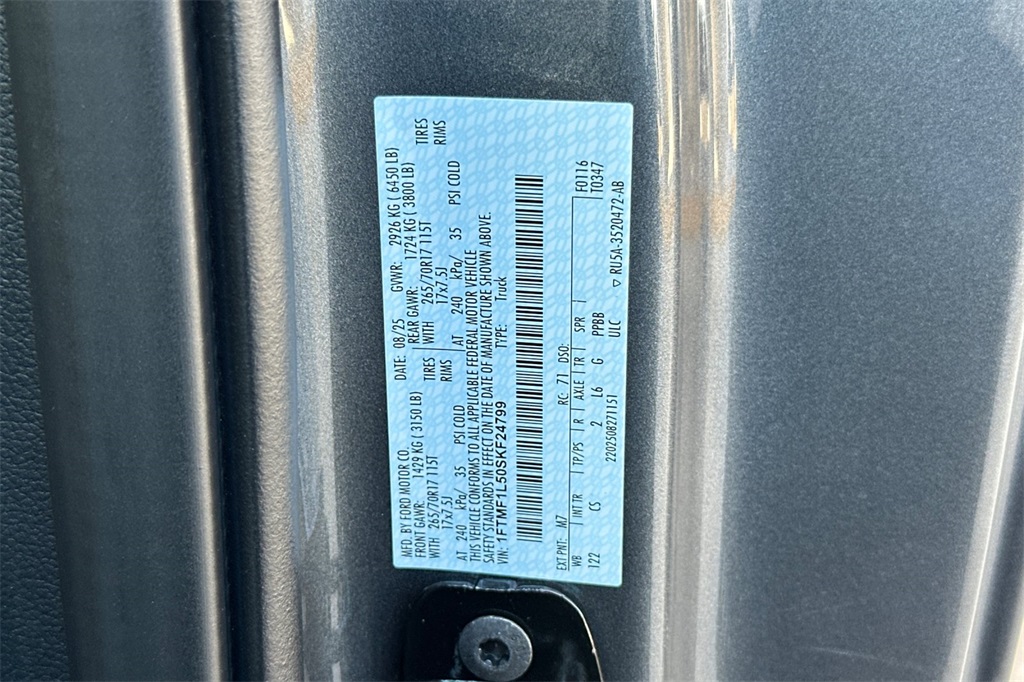 MFD. BY FORD MOTOR CO.
DATE: 08/25 GVWR: 2926 KG ( 6450 LB)
FRONT GAWR: 1429 KG ( 3150 LB) REAR GAWR: 1724 KG ( 3800 LB)
WITH 265/70R17 115T TIRES WITH 265/70R17 115T TIRES
17x7.5J RIMS 17x7.5J RIMS
AT 240 kPa/ 35 PSI COLD AT 240 kPa/ 35 PSI COLD
THIS VEHICLE CONFORMS TO ALL APPLICABLE FEDERAL MOTOR VEHICLE
SAFETY STANDARDS IN EFFECT ON THE DATE OF MANUFACTURE SHOWN ABOVE.
VIN: 1FTMF1L50SKF24799 TYPE: Truck
EXT PNT: M7 RC: 71 DSO: F0116
WB INT TR TP/PS R AXLE TR SPR T0347
122 CS 2 L6 G PPBB
2202508271151 ULC ▽ RU5A-3520472-AB